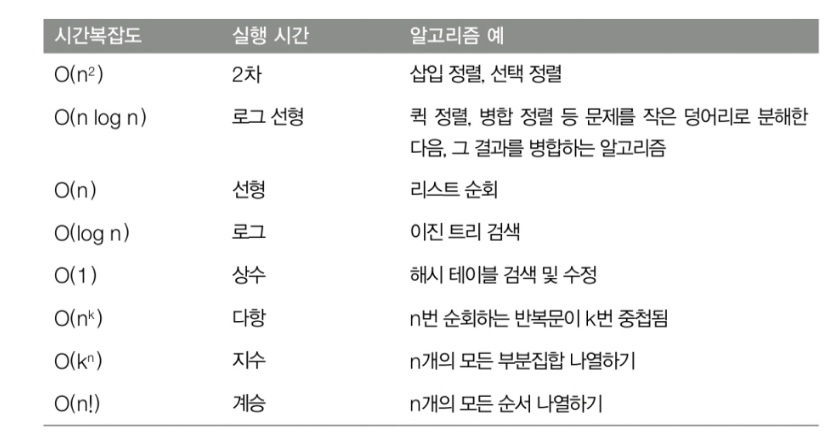 시간복잡도 실행 시간 알고리즘 예
O(n²) 2차 삽입 정렬, 선택 정렬
O(n log n) 로그 선형 퀵 정렬, 병합 정렬 등 문제를 작은 덩어리로 분해한
다음, 그 결과를 병합하는 알고리즘
O(n) 선형 리스트 순회
O(log n) 로그 이진 트리 검색
O(1) 상수 해시 테이블 검색 및 수정
O(nᵏ) 다항 n번 순회하는 반복문이 k번 중첩됨
O(kⁿ) 지수 n개의 모든 부분집합 나열하기
O(n!) 계승 n개의 모든 순서 나열하기